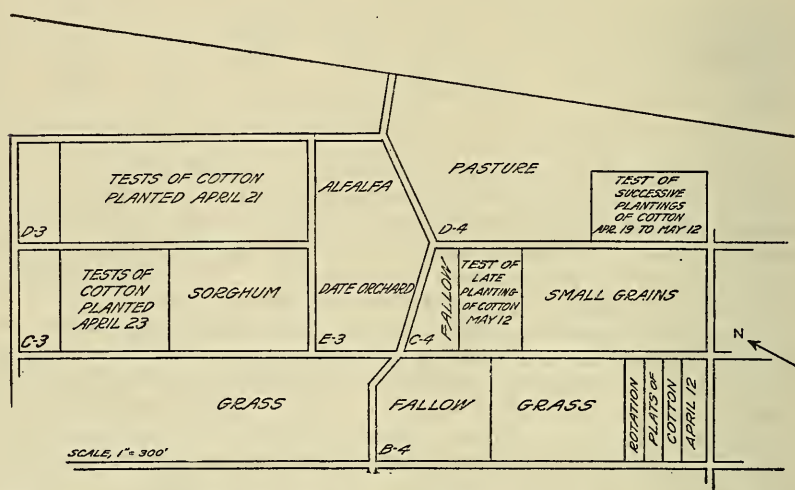 TESTS OF COTTON
PLANTED APRIL 21
D-3
ALFALFA
PASTURE
D-4
TEST OF
SUCCESSIVE
PLANTINGS
OF COTTON
APR. 19 TO MAY 12
C-3
TESTS OF
COTTON
PLANTED
APRIL 23
SORGHUM
DATE ORCHARD
E-3
C-4
FALLOW
TEST OF
LATE
PLANTING
OF COTTON
MAY 12
SMALL GRAINS
N
GRASS
FALLOW
B-4
GRASS
ROTATION
PLATS OF
COTTON
APRIL 12
SCALE, 1"= 300'